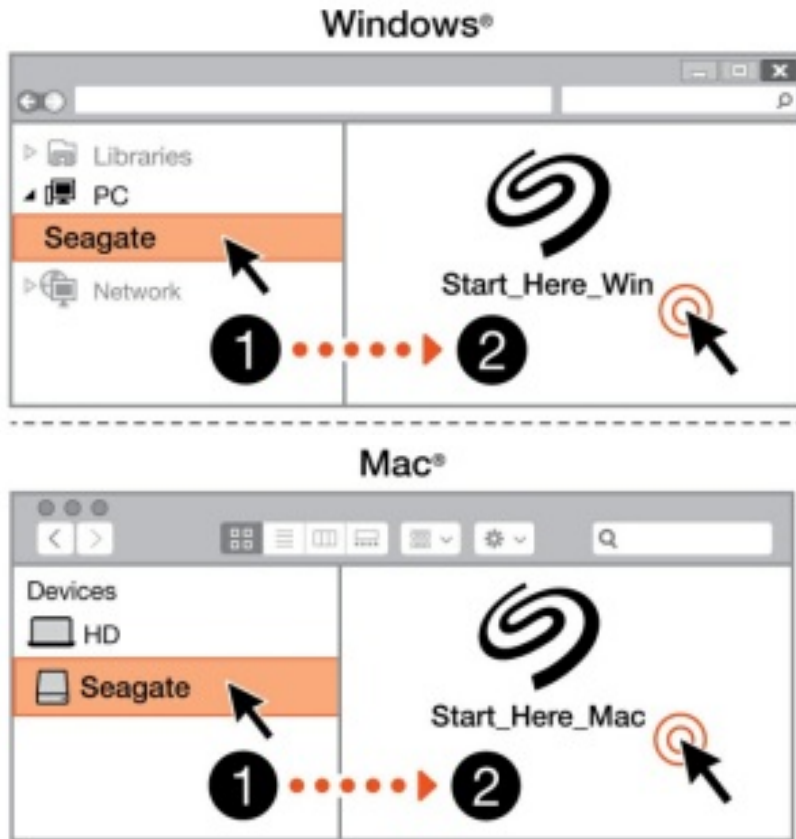 Windows®
Libraries
PC
Seagate
Network
Start_Here_Win
1
2
Mac®
Devices
HD
Seagate
Start_Here_Mac
1
2